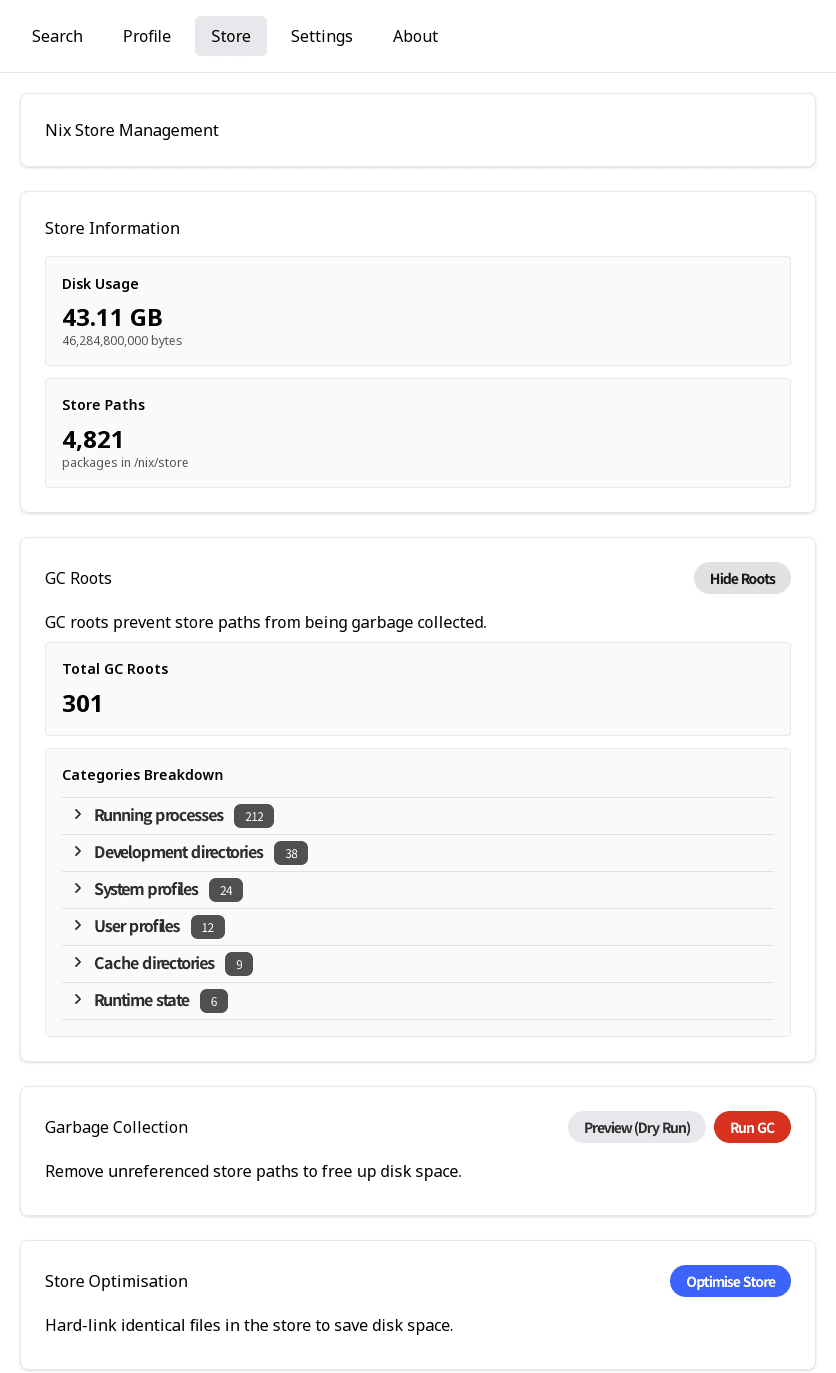 Search Profile Store Settings About
Nix Store Management
Store Information
Disk Usage
43.11 GB
46,284,800,000 bytes
Store Paths
4,821
packages in /nix/store
GC Roots Hide Roots
GC roots prevent store paths from being garbage collected.
Total GC Roots
301
Categories Breakdown
Running processes 212
Development directories 38
System profiles 24
User profiles 12
Cache directories 9
Runtime state 6
Garbage Collection Preview (Dry Run) Run GC
Remove unreferenced store paths to free up disk space.
Store Optimisation Optimise Store
Hard-link identical files in the store to save disk space.